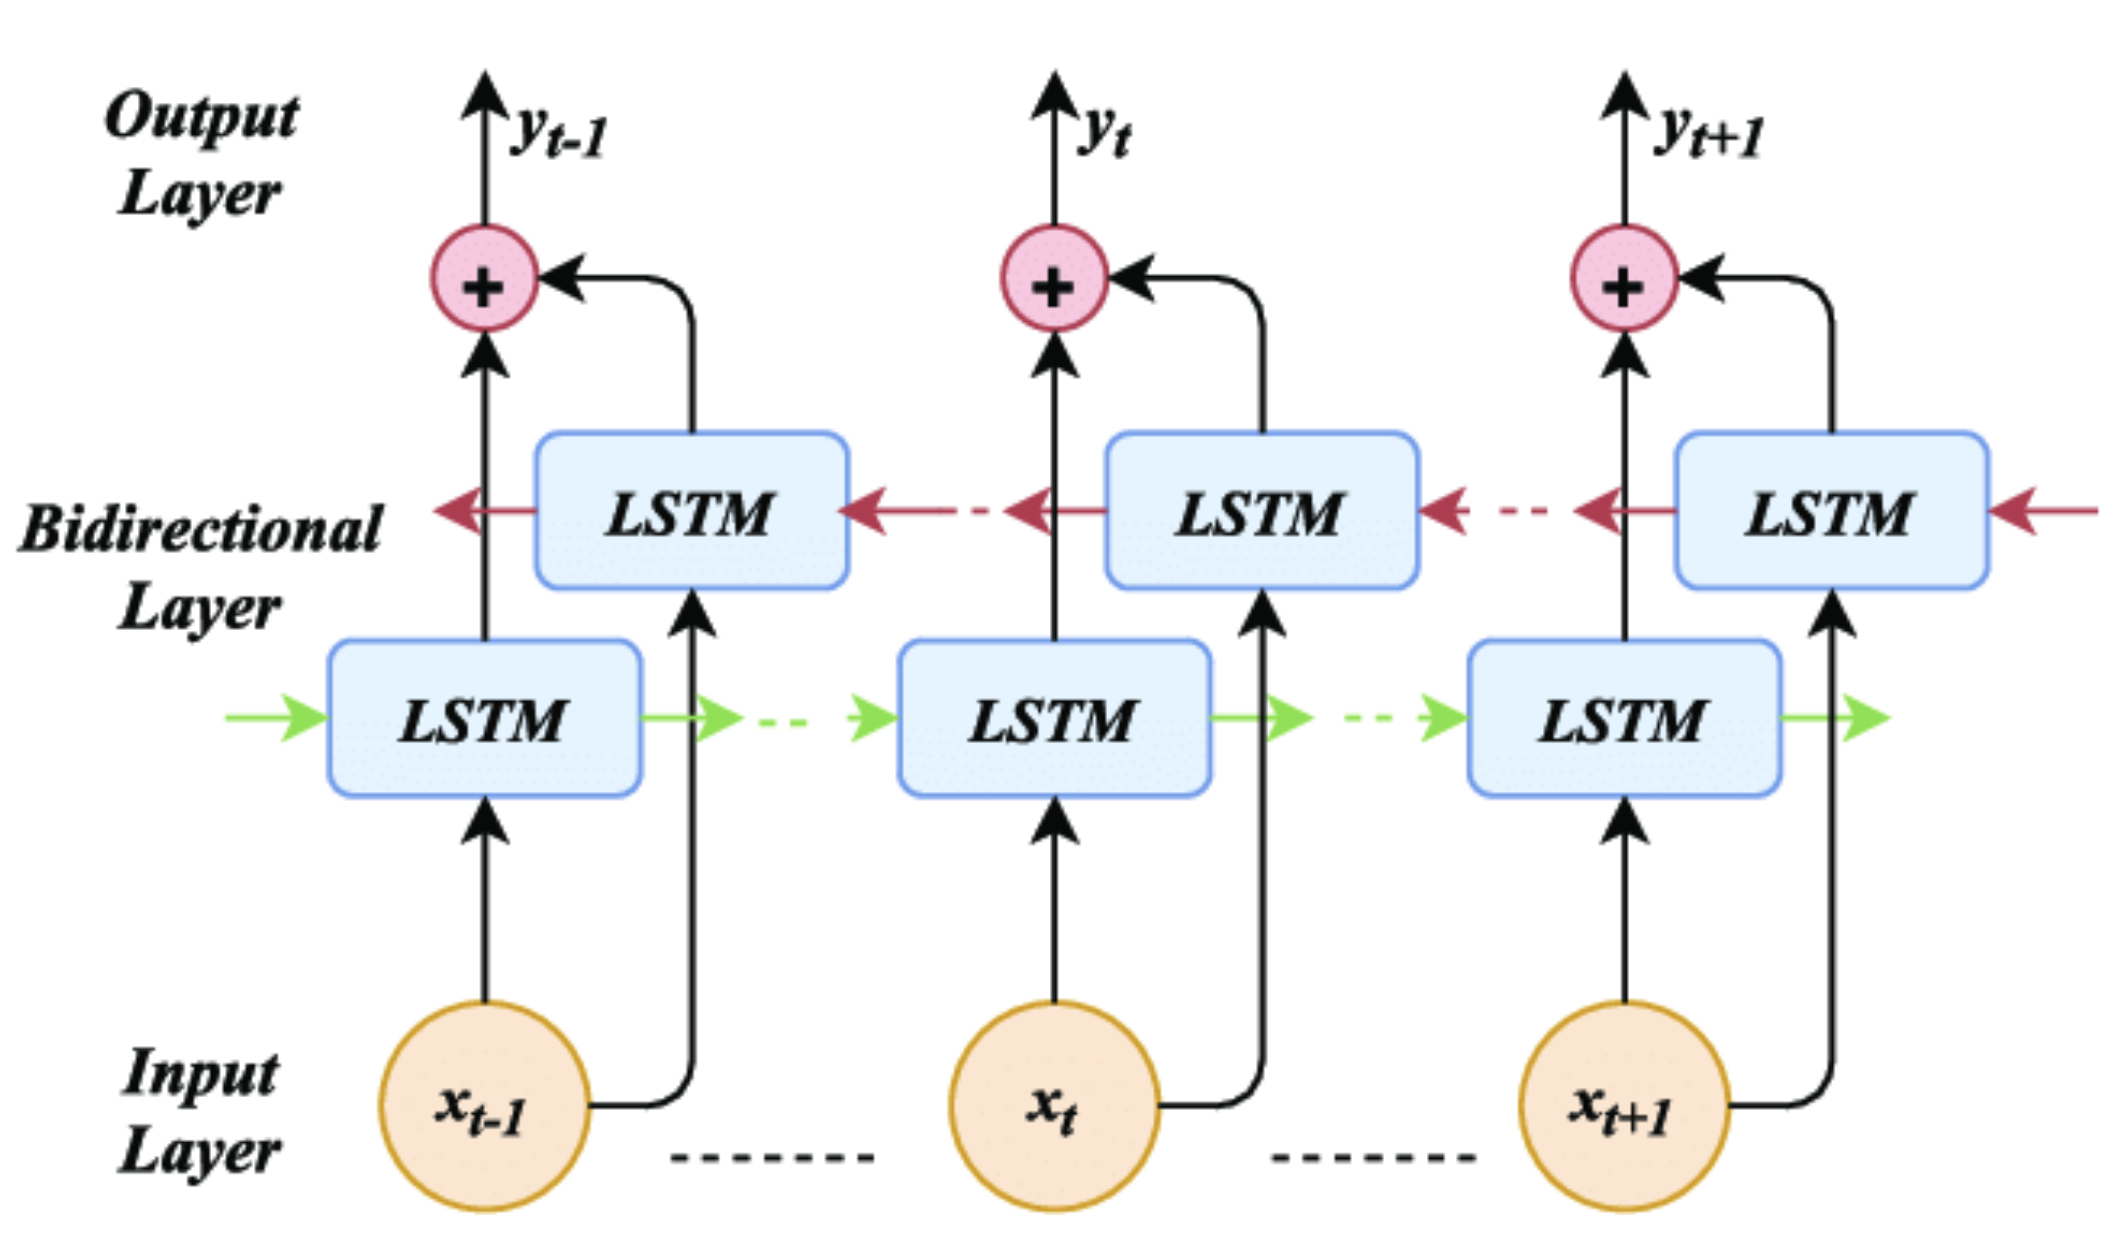 Output
Layer
y_{t-1}
y_t
y_{t+1}
+
+
+
Bidirectional
Layer
LSTM
LSTM
LSTM
LSTM
LSTM
LSTM
Input
Layer
x_{t-1}
x_t
x_{t+1}